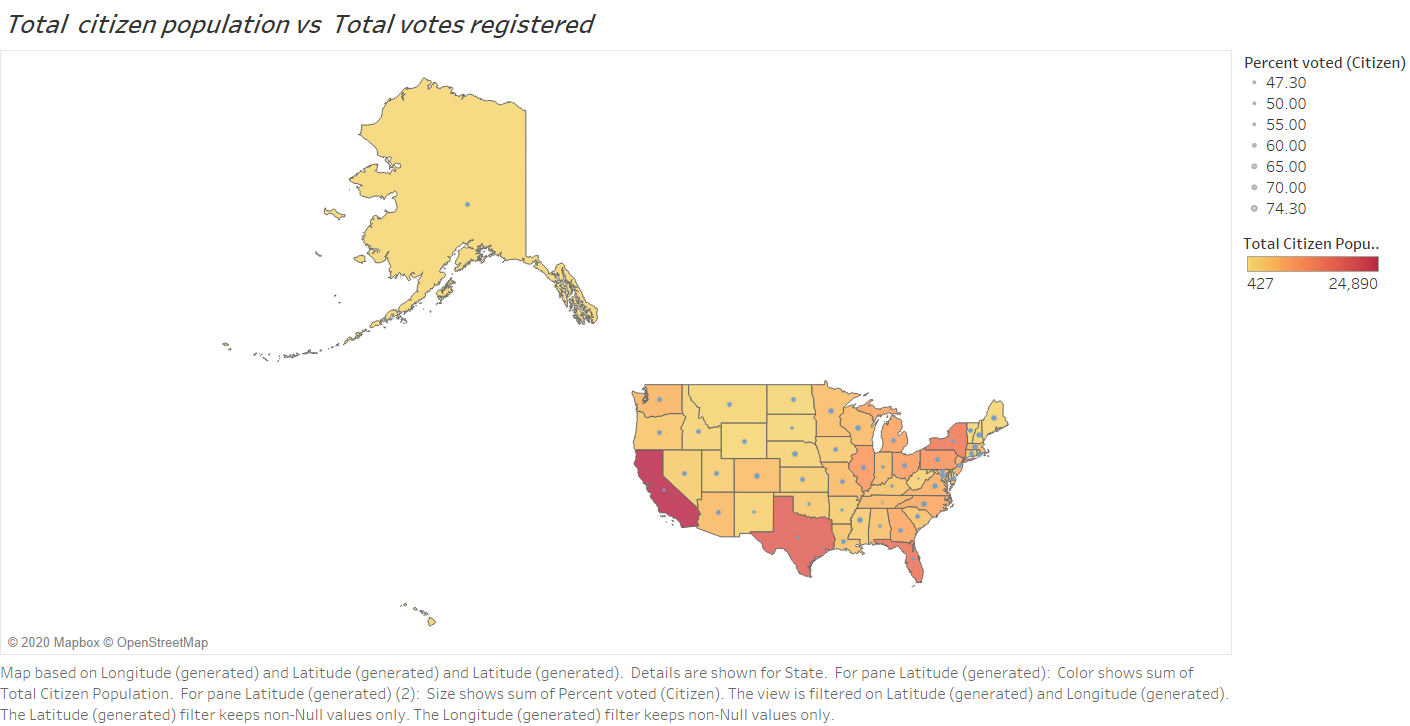 Total citizen population vs Total votes registered
Percent voted (Citizen)
47.30
50.00
55.00
60.00
65.00
70.00
74.30
Total Citizen Popu..
427 24,890
© 2020 Mapbox © OpenStreetMap
Map based on Longitude (generated) and Latitude (generated) and Latitude (generated). Details are shown for State. For pane Latitude (generated): Color shows sum of
Total Citizen Population. For pane Latitude (generated) (2): Size shows sum of Percent voted (Citizen). The view is filtered on Latitude (generated) and Longitude (generated).
The Latitude (generated) filter keeps non-Null values only. The Longitude (generated) filter keeps non-Null values only.